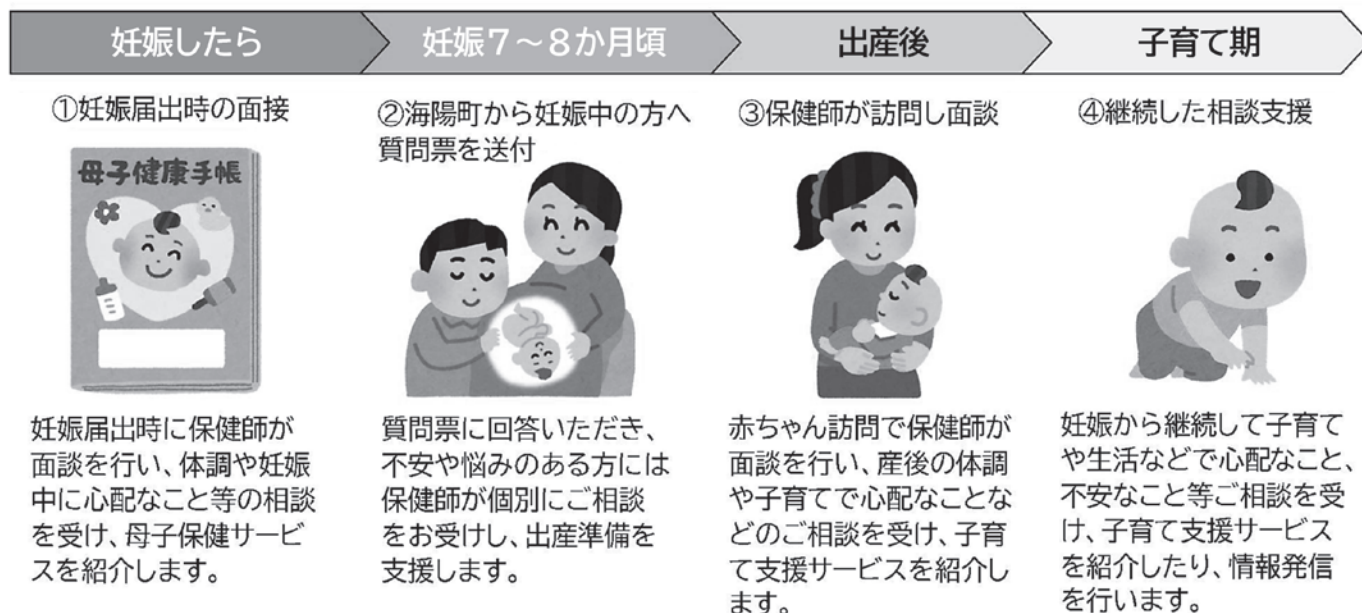 妊娠したら
妊娠7～8か月頃
出産後
子育て期
①妊娠届出時の面接
母子健康手帳
妊娠届出時に保健師が
面談を行い、体調や妊娠
中に心配なこと等の相談
を受け、母子保健サービ
スを紹介します。
②海陽町から妊娠中の方へ
質問票を送付
質問票に回答いただき、
不安や悩みのある方には
保健師が個別にご相談
をお受けし、出産準備を
支援します。
③保健師が訪問し面談
赤ちゃん訪問で保健師が
面談を行い、産後の体調
や子育てで心配なことな
どのご相談を受け、子育
て支援サービスを紹介し
ます。
④継続した相談支援
妊娠から継続して子育て
や生活などで心配なこと、
不安なこと等ご相談を受
け、子育て支援サービス
を紹介したり、情報発信
を行います。